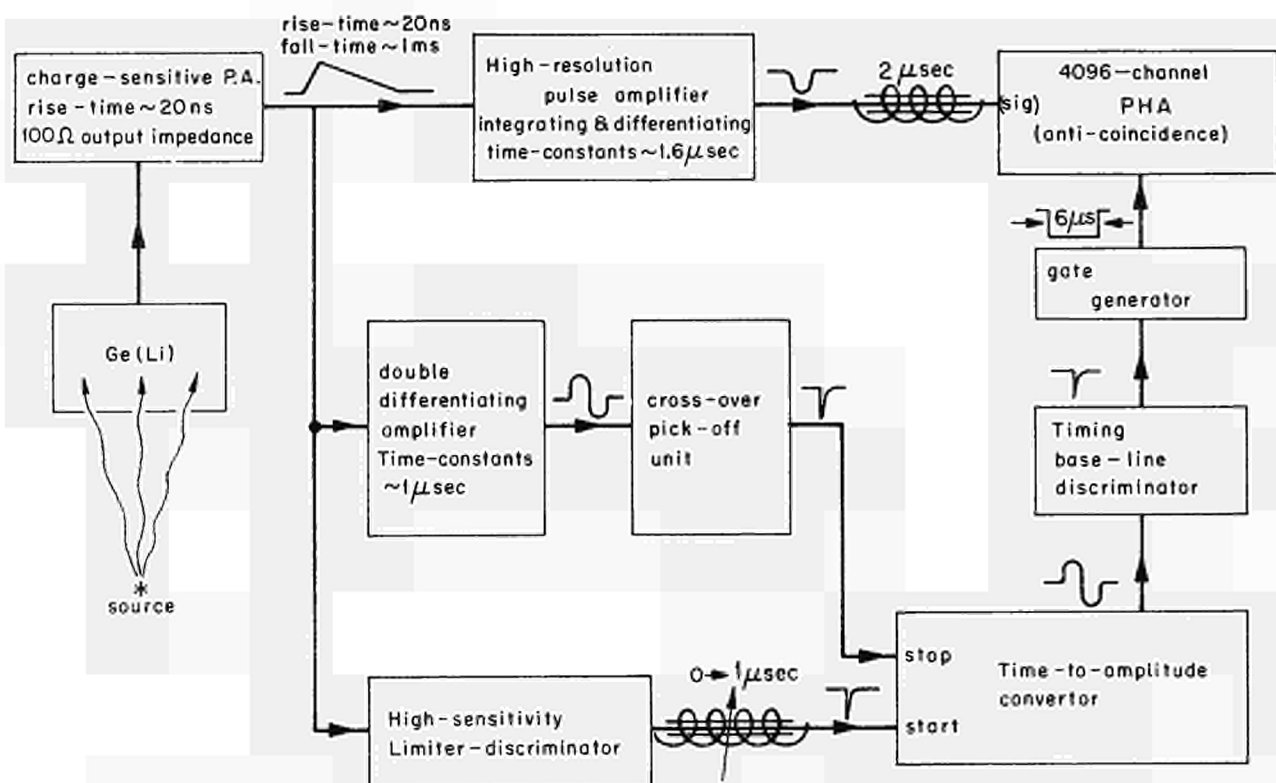 rise-time~20ns
fall-time~1ms
charge-sensitive P.A.
rise-time~20ns
100Ω output impedance
High-resolution
pulse amplifier
integrating & differentiating
time-constants~1.6μsec
2μsec
(sig)
4096-channel
PHA
(anti-coincidence)
6μs
gate
generator
Ge(Li)
source
double
differentiating
amplifier
Time-constants
~1μsec
cross-over
pick-off
unit
Timing
base-line
discriminator
stop
start
Time-to-amplitude
convertor
0→1μsec
High-sensitivity
Limiter-discriminator